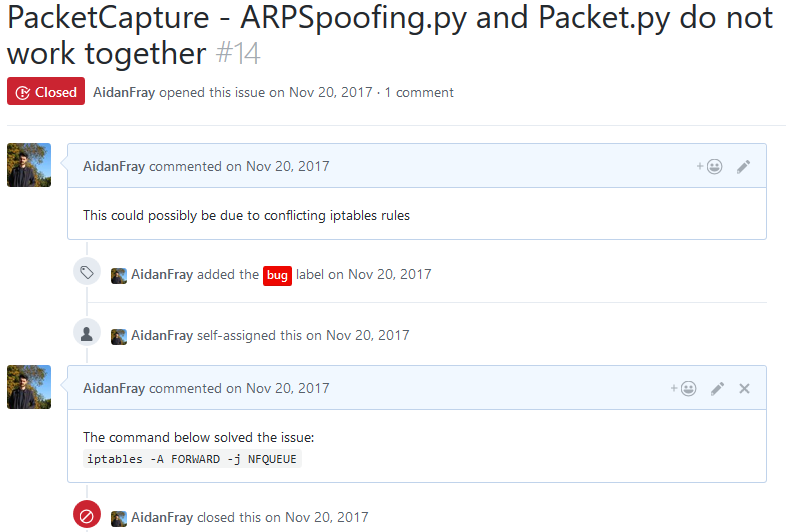 PacketCapture - ARPSpoofing.py and Packet.py do not
work together #14
Closed AidanFray opened this issue on Nov 20, 2017 · 1 comment
AidanFray commented on Nov 20, 2017
This could possibly be due to conflicting iptables rules
AidanFray added the bug label on Nov 20, 2017
AidanFray self-assigned this on Nov 20, 2017
AidanFray commented on Nov 20, 2017
The command below solved the issue:
iptables -A FORWARD -j NFQUEUE
AidanFray closed this on Nov 20, 2017